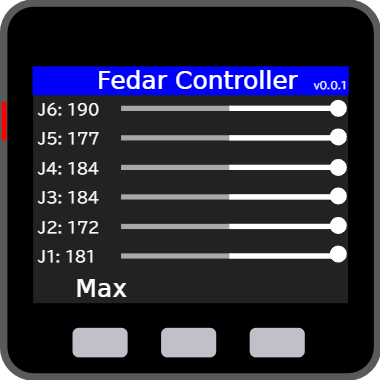 Fedar Controller v0.0.1
J6: 190
J5: 177
J4: 184
J3: 184
J2: 172
J1: 181
Max